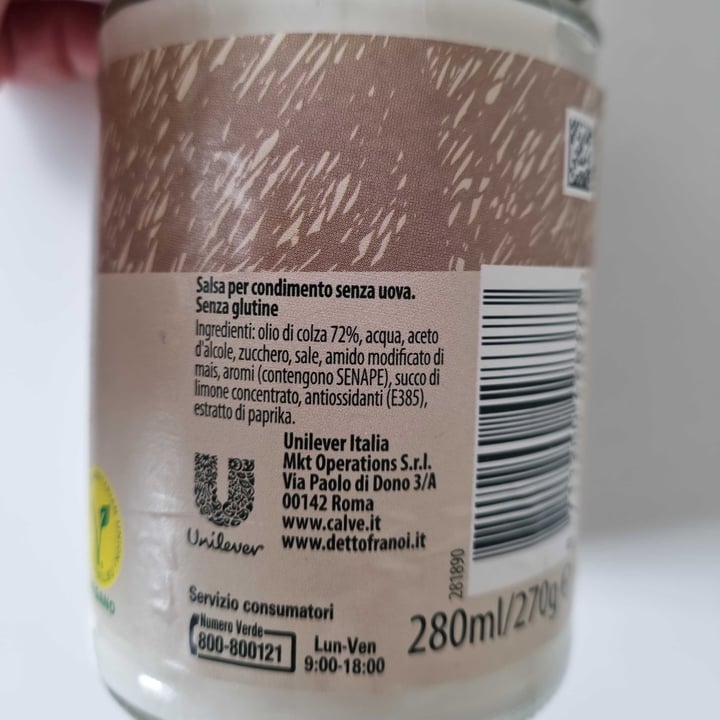 Salsa per condimento senza uova.
Senza glutine
Ingredienti: olio di colza 72%, acqua, aceto
d'alcole, zucchero, sale, amido modificato di
mais, aromi (contengono SENAPE), succo di
limone concentrato, antiossidanti (E385),
estratto di paprika.
Unilever Italia
Mkt Operations S.r.l.
Via Paolo di Dono 3/A
00142 Roma
www.calve.it
www.dettofranoi.it
Unilever
281890
Servizio consumatori
Numero Verde
800-800121
Lun-Ven
9:00-18:00
280ml/270g